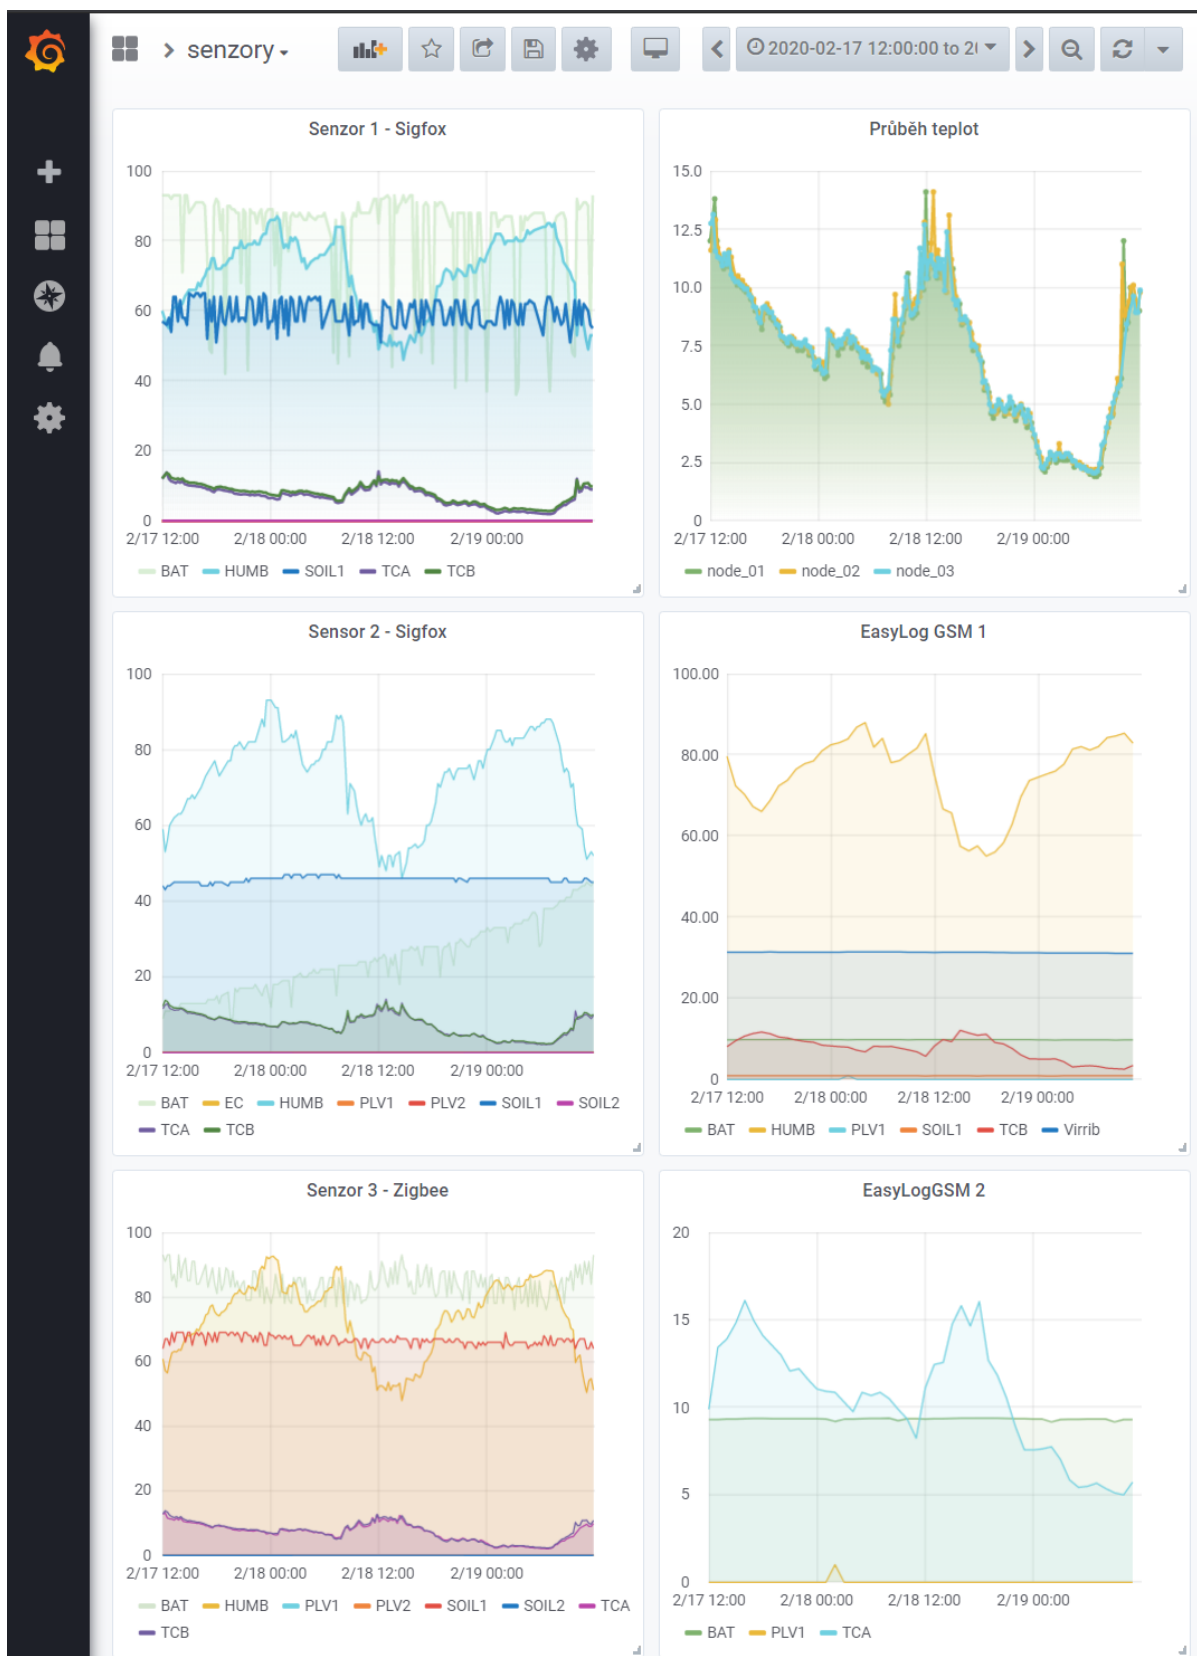 senzory
2020-02-17 12:00:00 to 2(
Senzor 1 - Sigfox
100
80
60
40
20
0
2/17 12:00 2/18 00:00 2/18 12:00 2/19 00:00
BAT HUMB SOIL1 TCA TCB
Průběh teplot
15.0
12.5
10.0
7.5
5.0
2.5
0
2/17 12:00 2/18 00:00 2/18 12:00 2/19 00:00
node_01 node_02 node_03
Sensor 2 - Sigfox
100
80
60
40
20
0
2/17 12:00 2/18 00:00 2/18 12:00 2/19 00:00
BAT EC HUMB PLV1 PLV2 SOIL1 SOIL2
TCA TCB
EasyLog GSM 1
100.00
80.00
60.00
40.00
20.00
0
2/17 12:00 2/18 00:00 2/18 12:00 2/19 00:00
BAT HUMB PLV1 SOIL1 TCB Virrib
Senzor 3 - Zigbee
100
80
60
40
20
0
2/17 12:00 2/18 00:00 2/18 12:00 2/19 00:00
BAT HUMB PLV1 PLV2 SOIL1 SOIL2 TCA
TCB
EasyLogGSM 2
20
15
10
5
0
2/17 12:00 2/18 00:00 2/18 12:00 2/19 00:00
BAT PLV1 TCA